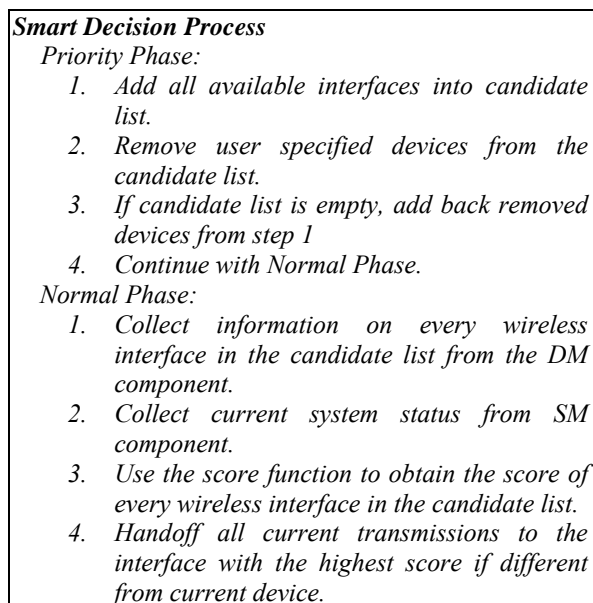 Smart Decision Process
Priority Phase:
1. Add all available interfaces into candidate
list.
2. Remove user specified devices from the
candidate list.
3. If candidate list is empty, add back removed
devices from step 1
4. Continue with Normal Phase.
Normal Phase:
1. Collect information on every wireless
interface in the candidate list from the DM
component.
2. Collect current system status from SM
component.
3. Use the score function to obtain the score of
every wireless interface in the candidate list.
4. Handoff all current transmissions to the
interface with the highest score if different
from current device.